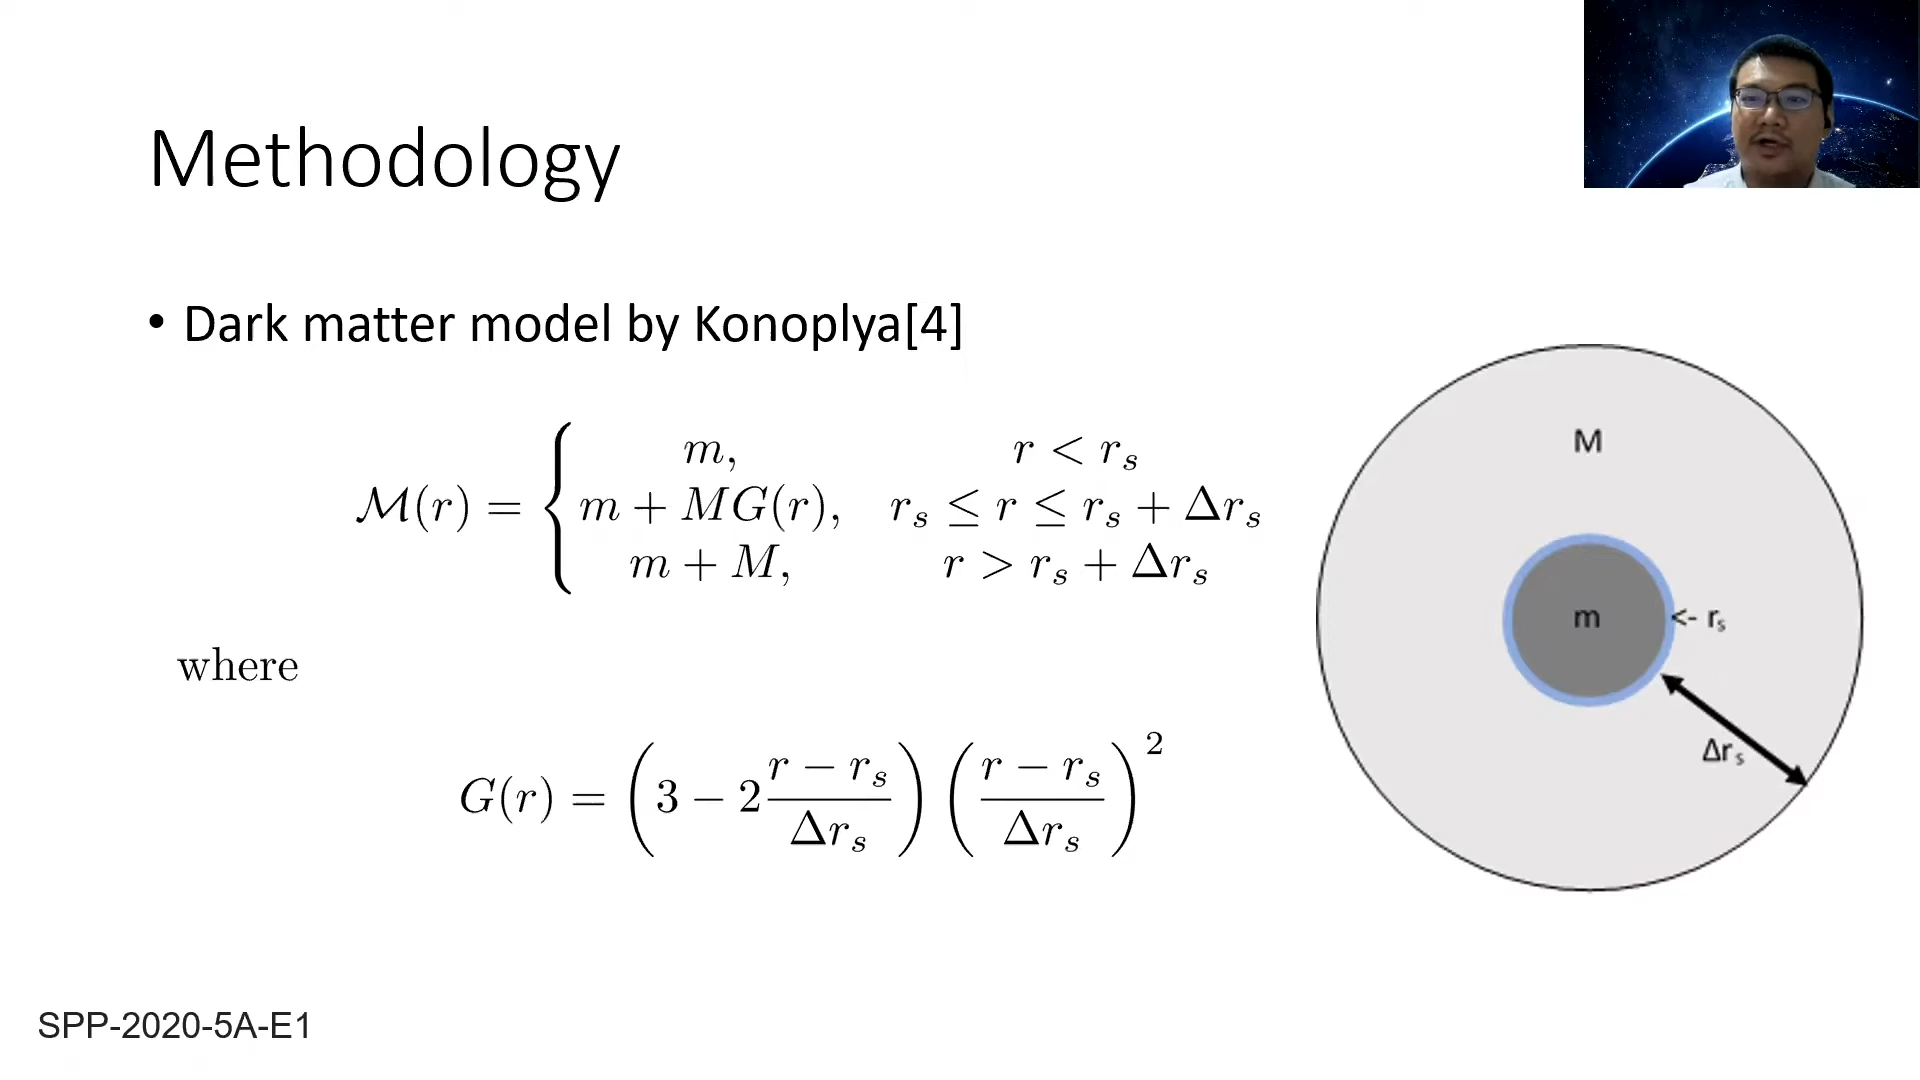 Methodology
• Dark matter model by Konoplya[4]
ℳ(r) = { m, r < r_s
m + MG(r), r_s ≤ r ≤ r_s + Δr_s
m + M, r > r_s + Δr_s
where
G(r) = (3 − 2 (r − r_s)/(Δr_s)) ((r − r_s)/(Δr_s))^2
M
m
<- r_s
Δr_s
SPP-2020-5A-E1